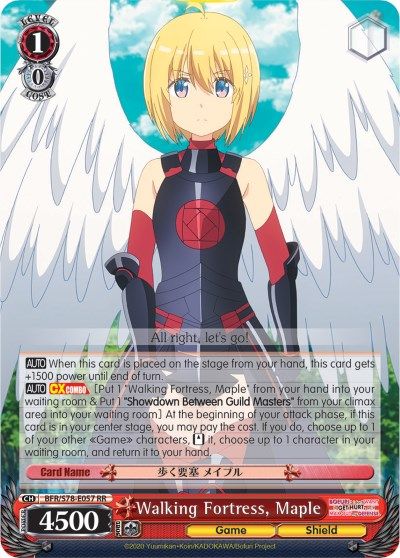 LEVEL
1
0
COST
All right, let's go!
AUTO When this card is placed on the stage from your hand, this card gets
+1500 power until end of turn.
AUTO CXCOMBO [Put 1 "Walking Fortress, Maple" from your hand into your
waiting room & Put 1 "Showdown Between Guild Masters" from your climax
area into your waiting room] At the beginning of your attack phase, if this
card is in your center stage, you may pay the cost. If you do, choose up to 1
of your other «Game» characters, it, choose up to 1 character in your
waiting room, and return it to your hand.
Card Name
歩く要塞 メイプル
CH BFR/S78-E057 RR
POWER
4500
SOUL
Walking Fortress, Maple
Game
Shield
©2020 Yuumikan•Koin/KADOKAWA/Bofuri Project